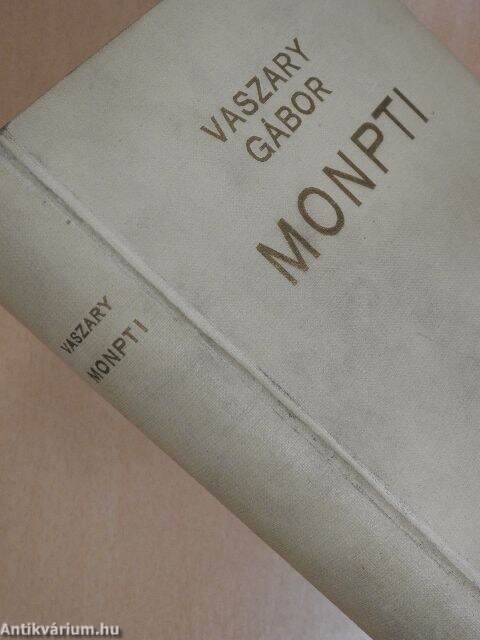 VASZARY
GÁBOR
MONPTI
VASZARY
MONPTI
Antikvárium.hu